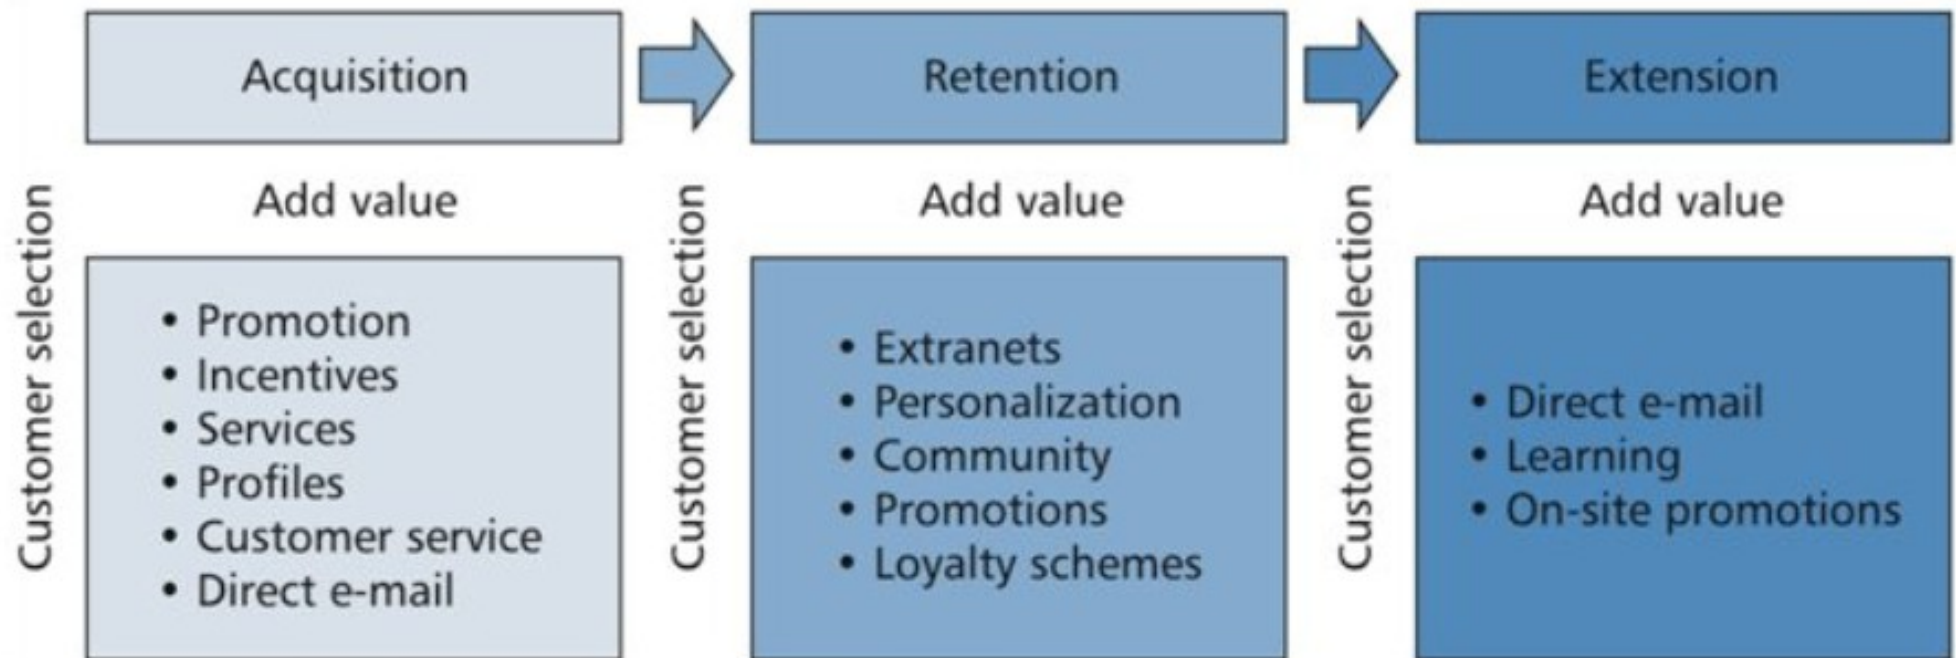 Acquisition
Retention
Extension
Customer selection
Add value
Customer selection
Add value
Customer selection
Add value
• Promotion
• Incentives
• Services
• Profiles
• Customer service
• Direct e-mail
• Extranets
• Personalization
• Community
• Promotions
• Loyalty schemes
• Direct e-mail
• Learning
• On-site promotions